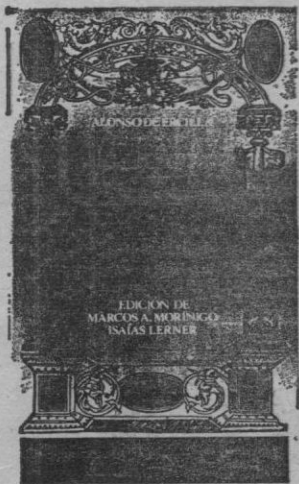 ALONSO DE ERCILLA
EDICIÓN DE
MARCOS A. MORÍNIGO
ISAÍAS LERNER